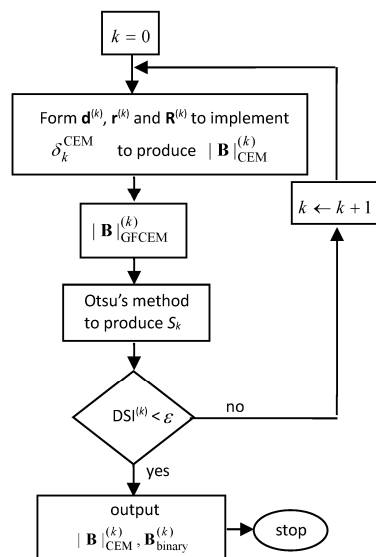 k = 0
Form d^(k), r^(k) and R^(k) to implement
δ_k^CEM to produce | B |_CEM^(k)
| B |_GFCEM^(k)
k ← k + 1
Otsu's method
to produce S_k
DSI^(k) < ε
no
yes
output
| B |_CEM^(k), B_binary^(k)
stop